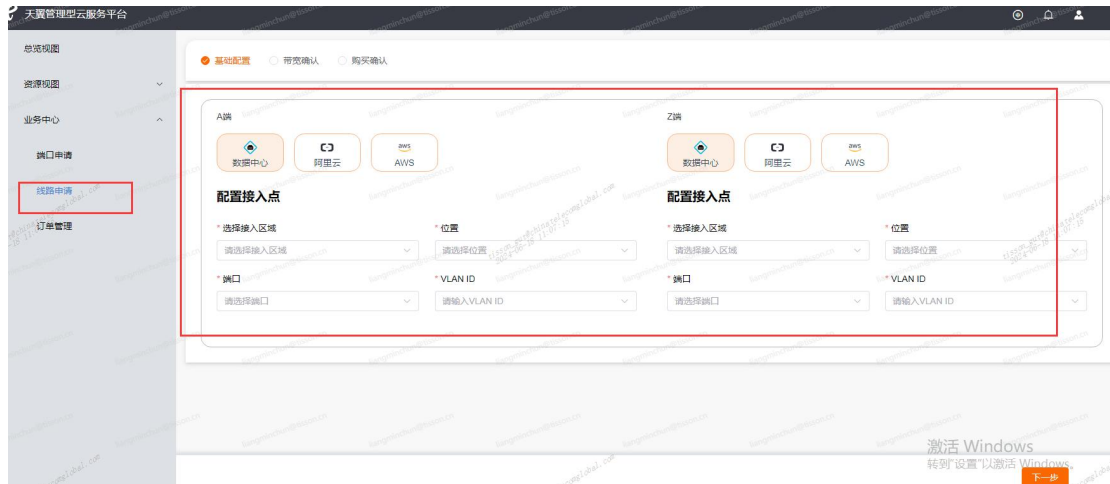 天翼管理型云服务平台
总览视图
资源视图
业务中心
端口申请
线路申请
订单管理
基础配置 带宽确认 购买确认
A端 Z端
aws aws
数据中心 阿里云 AWS 数据中心 阿里云 AWS
配置接入点 配置接入点
* 选择接入区域 * 位置 * 选择接入区域 * 位置
请选择接入区域 请选择位置 请选择接入区域 请选择位置
* 端口 * VLAN ID * 端口 * VLAN ID
请选择端口 请输入VLAN ID 请选择端口 请输入VLAN ID
激活 Windows
转到"设置"以激活 Windows。
下一步